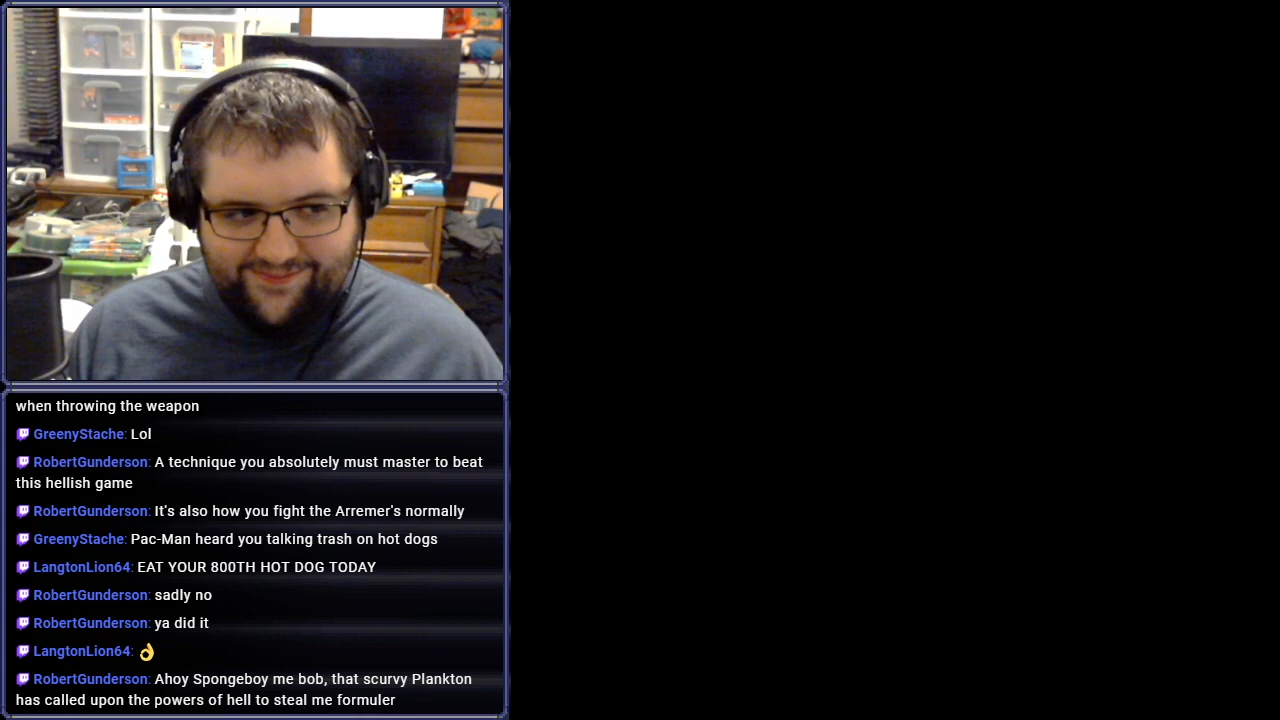 when throwing the weapon
GreenyStache: Lol
RobertGunderson: A technique you absolutely must master to beat
this hellish game
RobertGunderson: It's also how you fight the Arremer's normally
GreenyStache: Pac-Man heard you talking trash on hot dogs
LangtonLion64: EAT YOUR 800TH HOT DOG TODAY
RobertGunderson: sadly no
RobertGunderson: ya did it
LangtonLion64: 👌
RobertGunderson: Ahoy Spongeboy me bob, that scurvy Plankton
has called upon the powers of hell to steal me formuler